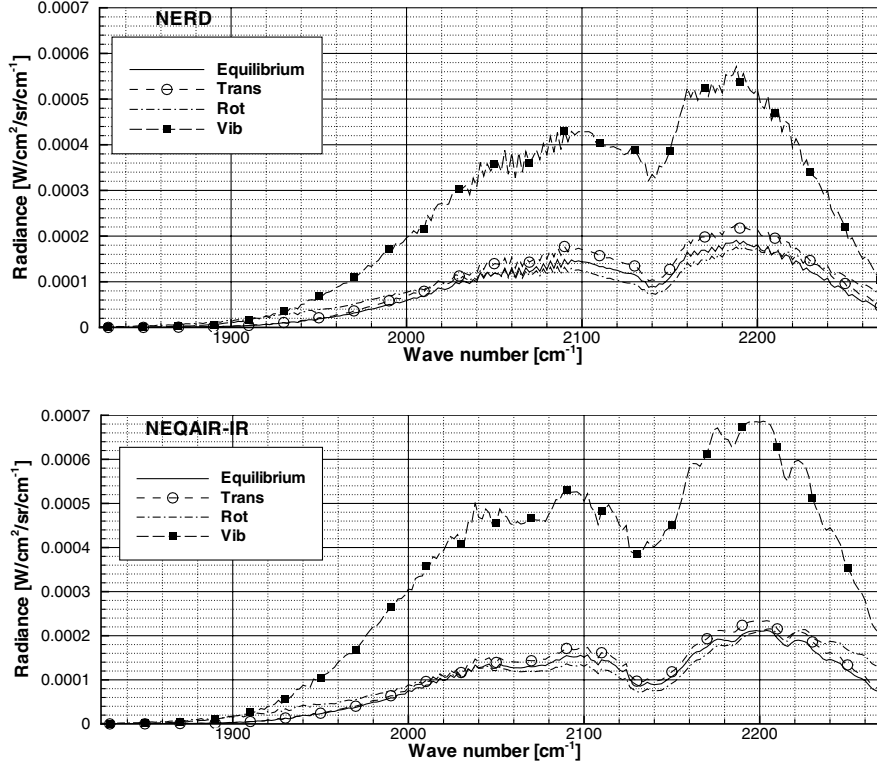 NERD
Radiance [W/cm²/sr/cm⁻¹]
0.0007
0.0006
0.0005
0.0004
0.0003
0.0002
0.0001
0
Equilibrium
Trans
Rot
Vib
1900
2000
2100
2200
Wave number [cm⁻¹]
NEQAIR-IR
Radiance [W/cm²/sr/cm⁻¹]
0.0007
0.0006
0.0005
0.0004
0.0003
0.0002
0.0001
0
Equilibrium
Trans
Rot
Vib
1900
2000
2100
2200
Wave number [cm⁻¹]